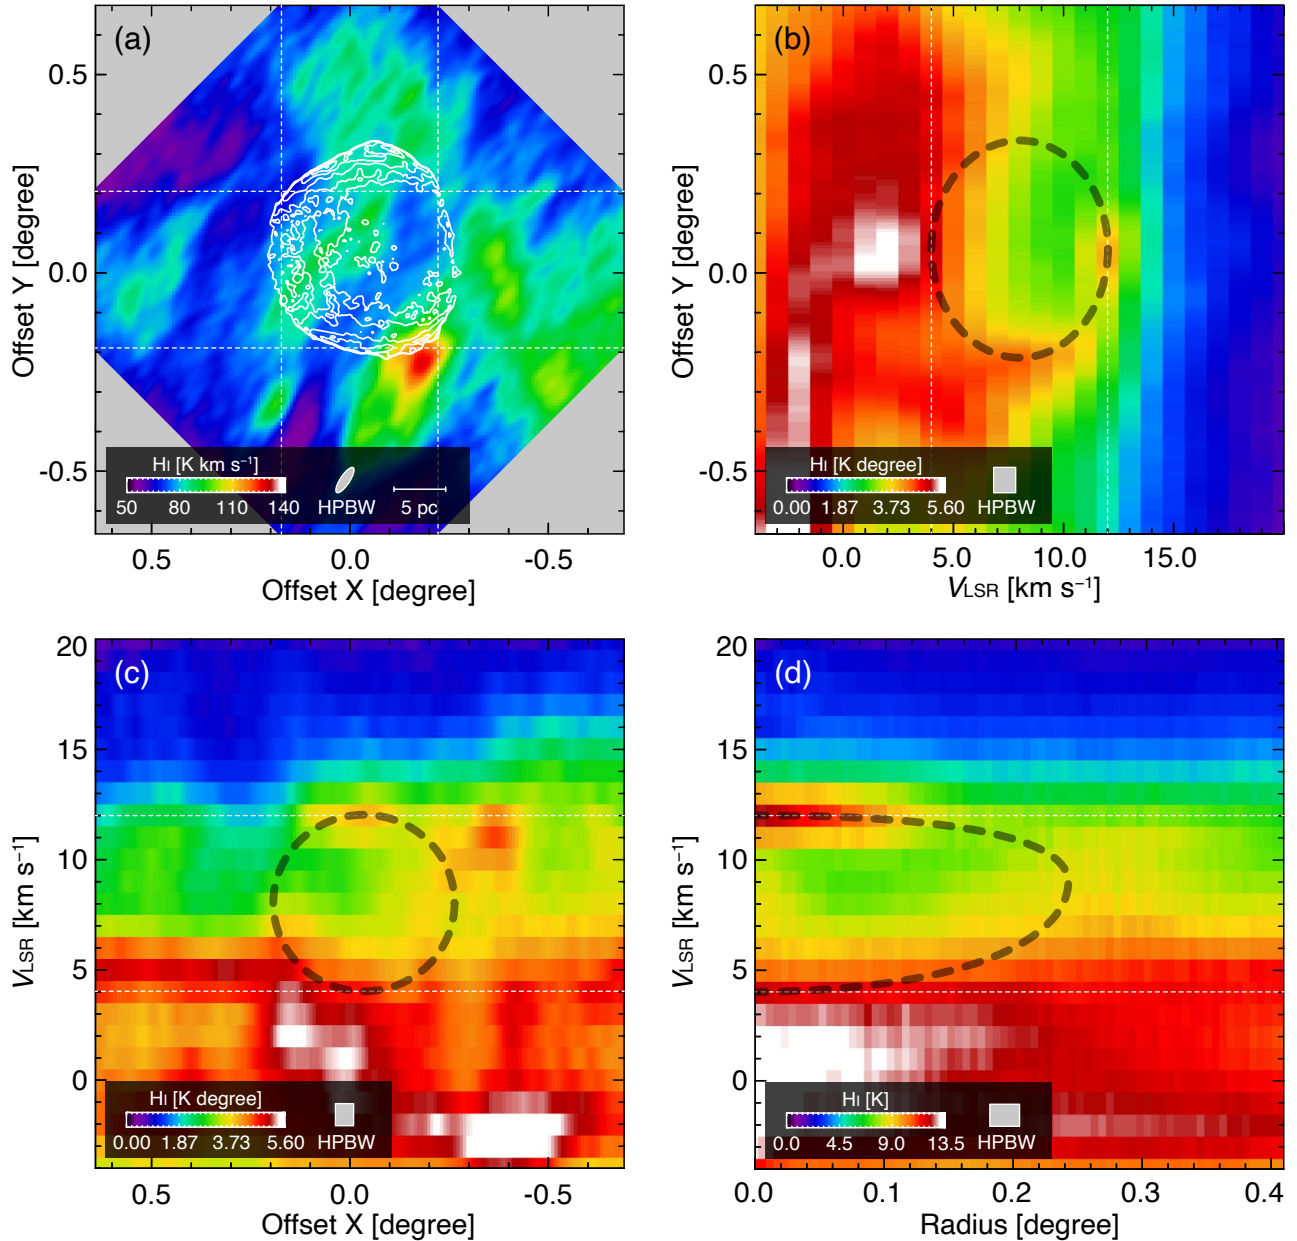 (a)
Offset Y [degree]
0.5
0.0
-0.5
HI [K km s⁻¹]
50 80 110 140
HPBW
5 pc
0.5 0.0 -0.5
Offset X [degree]
(b)
Offset Y [degree]
0.5
0.0
-0.5
HI [K degree]
0.00 1.87 3.73 5.60
HPBW
0.0 5.0 10.0 15.0
VLSR [km s⁻¹]
(c)
VLSR [km s⁻¹]
20
15
10
5
0
HI [K degree]
0.00 1.87 3.73 5.60
HPBW
0.5 0.0 -0.5
Offset X [degree]
(d)
VLSR [km s⁻¹]
20
15
10
5
0
HI [K]
0.0 4.5 9.0 13.5
HPBW
0.0 0.1 0.2 0.3 0.4
Radius [degree]